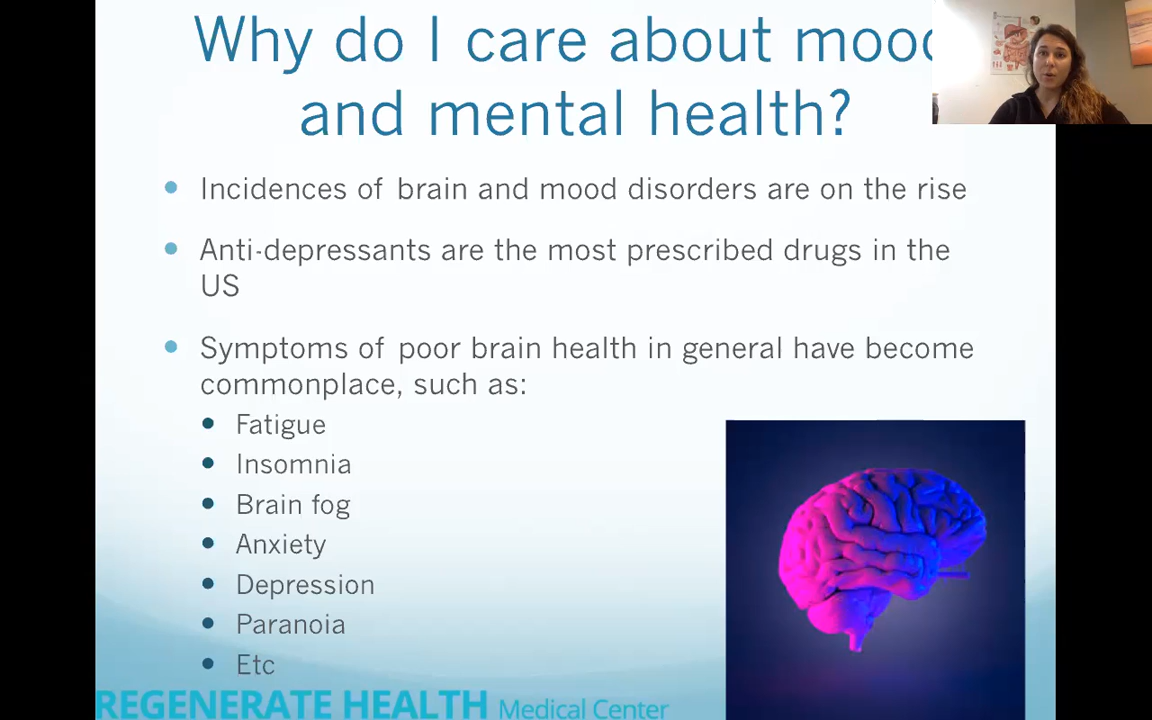 Why do I care about mood
and mental health?
Incidences of brain and mood disorders are on the rise
Anti-depressants are the most prescribed drugs in the
US
Symptoms of poor brain health in general have become
commonplace, such as:
Fatigue
Insomnia
Brain fog
Anxiety
Depression
Paranoia
Etc
REGENERATE HEALTH Medical Center